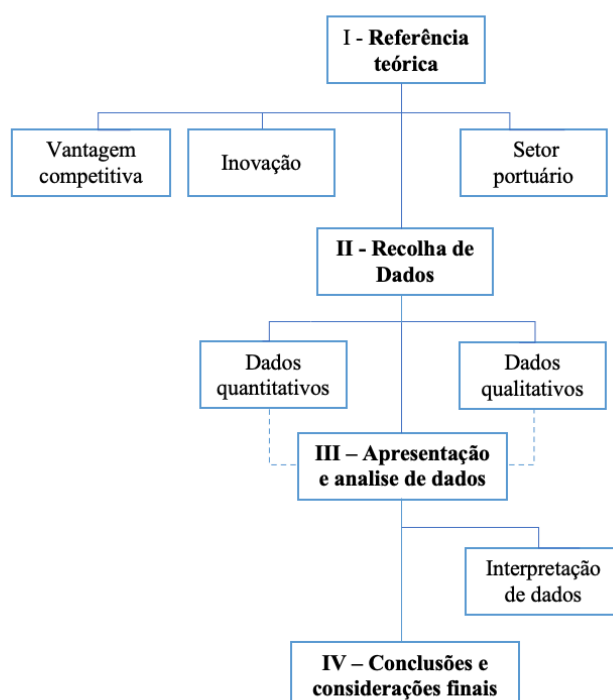 I - Referência
teórica
Vantagem
competitiva
Inovação
Setor
portuário
II - Recolha de
Dados
Dados
quantitativos
Dados
qualitativos
III – Apresentação
e analise de dados
Interpretação
de dados
IV – Conclusões e
considerações finais